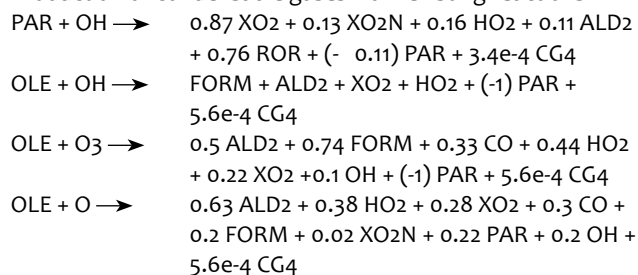 PAR + OH → 0.87 XO2 + 0.13 XO2N + 0.16 HO2 + 0.11 ALD2
+ 0.76 ROR + (- 0.11) PAR + 3.4e-4 CG4
OLE + OH → FORM + ALD2 + XO2 + HO2 + (-1) PAR +
5.6e-4 CG4
OLE + O3 → 0.5 ALD2 + 0.74 FORM + 0.33 CO + 0.44 HO2
+ 0.22 XO2 +0.1 OH + (-1) PAR + 5.6e-4 CG4
OLE + O → 0.63 ALD2 + 0.38 HO2 + 0.28 XO2 + 0.3 CO +
0.2 FORM + 0.02 XO2N + 0.22 PAR + 0.2 OH +
5.6e-4 CG4